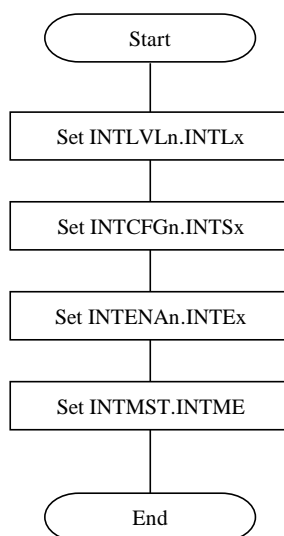 Start
Set INTLVLn.INTLx
Set INTCFGn.INTSx
Set INTENAn.INTEx
Set INTMST.INTME
End